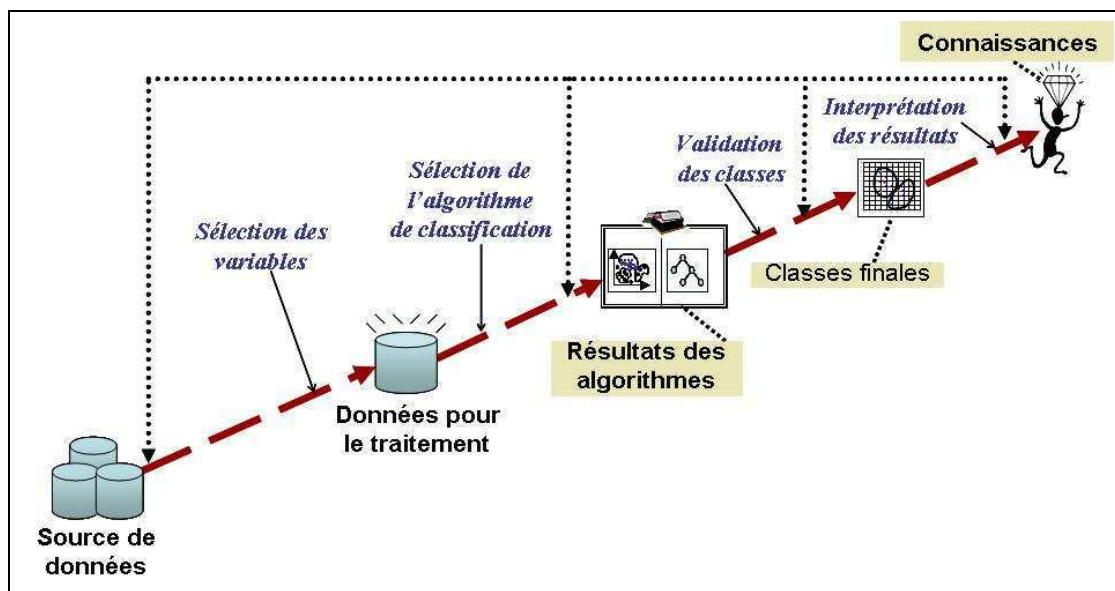 Connaissances
Interprétation
des résultats
Validation
des classes
Sélection de
l'algorithme
de classification
Sélection des
variables
Classes finales
Résultats des
algorithmes
Données pour
le traitement
Source de
données